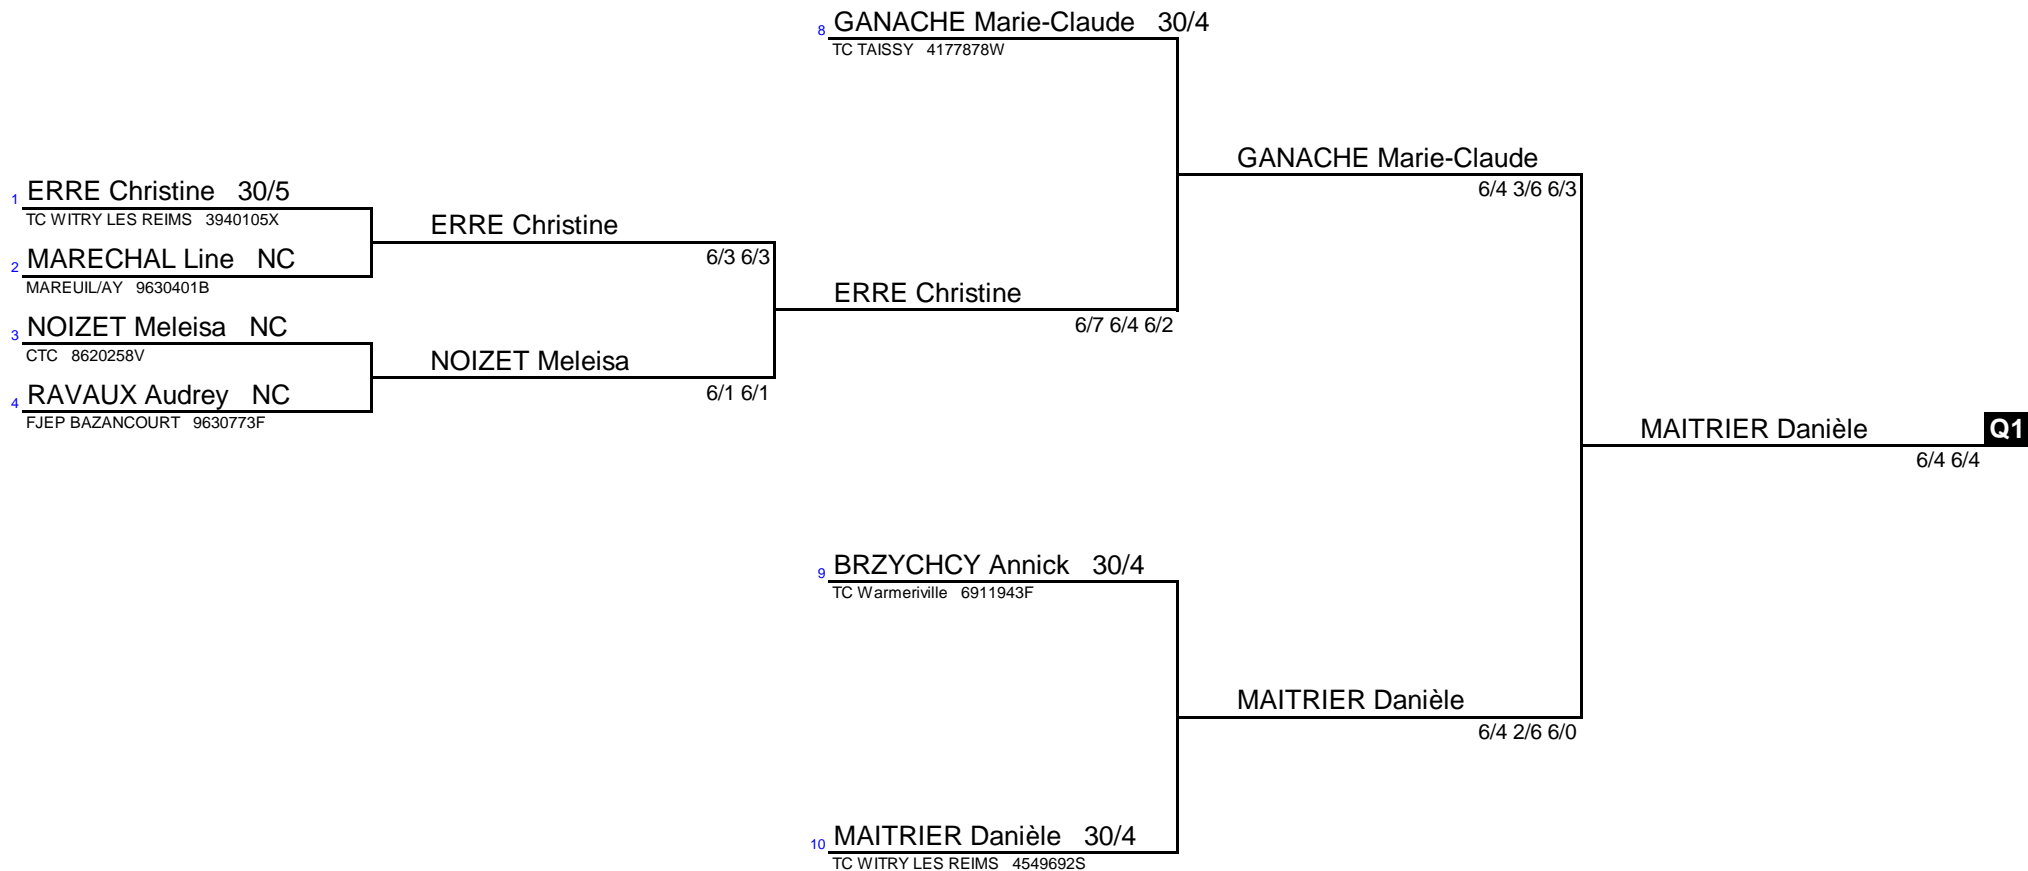 8 GANACHE Marie-Claude 30/4
TC TAISSY 4177878W
GANACHE Marie-Claude
6/4 3/6 6/3
1 ERRE Christine 30/5
TC WITRY LES REIMS 3940105X
ERRE Christine
6/3 6/3
2 MARECHAL Line NC
MAREUIL/AY 9630401B
ERRE Christine
6/7 6/4 6/2
3 NOIZET Meleisa NC
CTC 8620258V
NOIZET Meleisa
6/1 6/1
4 RAVAUX Audrey NC
FJEP BAZANCOURT 9630773F
MAITRIER Danièle Q1
6/4 6/4
9 BRZYCHCY Annick 30/4
TC Warmeriville 6911943F
MAITRIER Danièle
6/4 2/6 6/0
10 MAITRIER Danièle 30/4
TC WITRY LES REIMS 4549692S